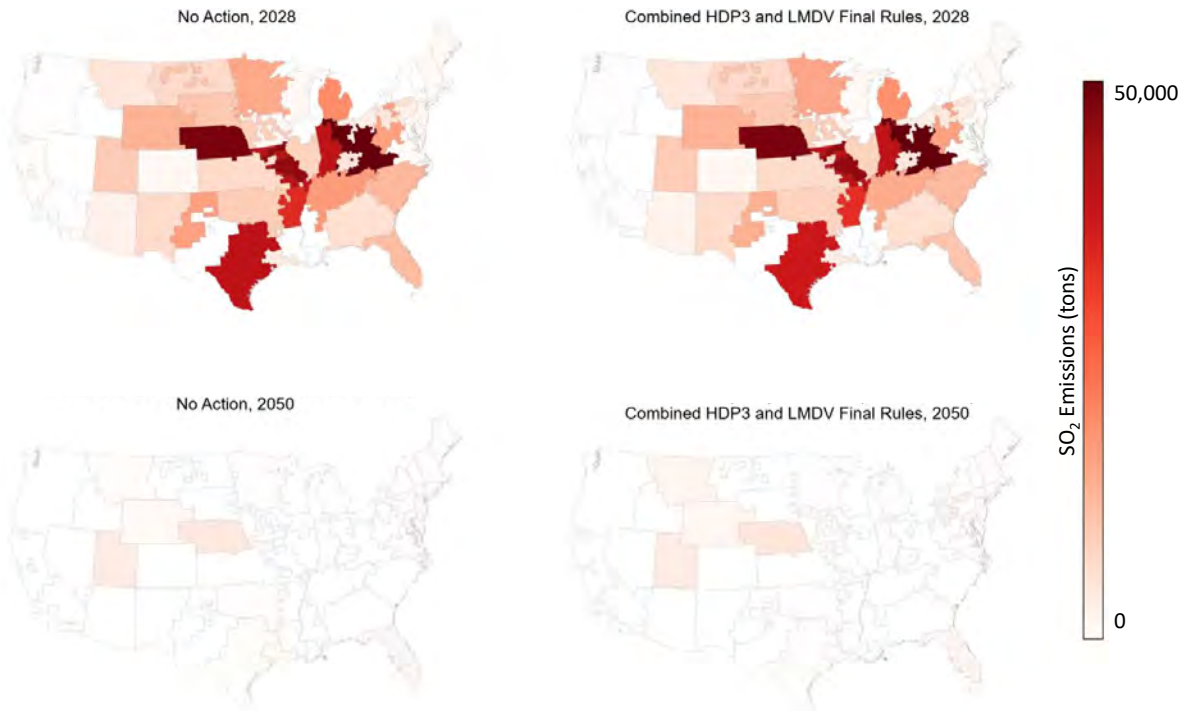 No Action, 2028
Combined HDP3 and LMDV Final Rules, 2028
50,000
SO₂ Emissions (tons)
0
No Action, 2050
Combined HDP3 and LMDV Final Rules, 2050